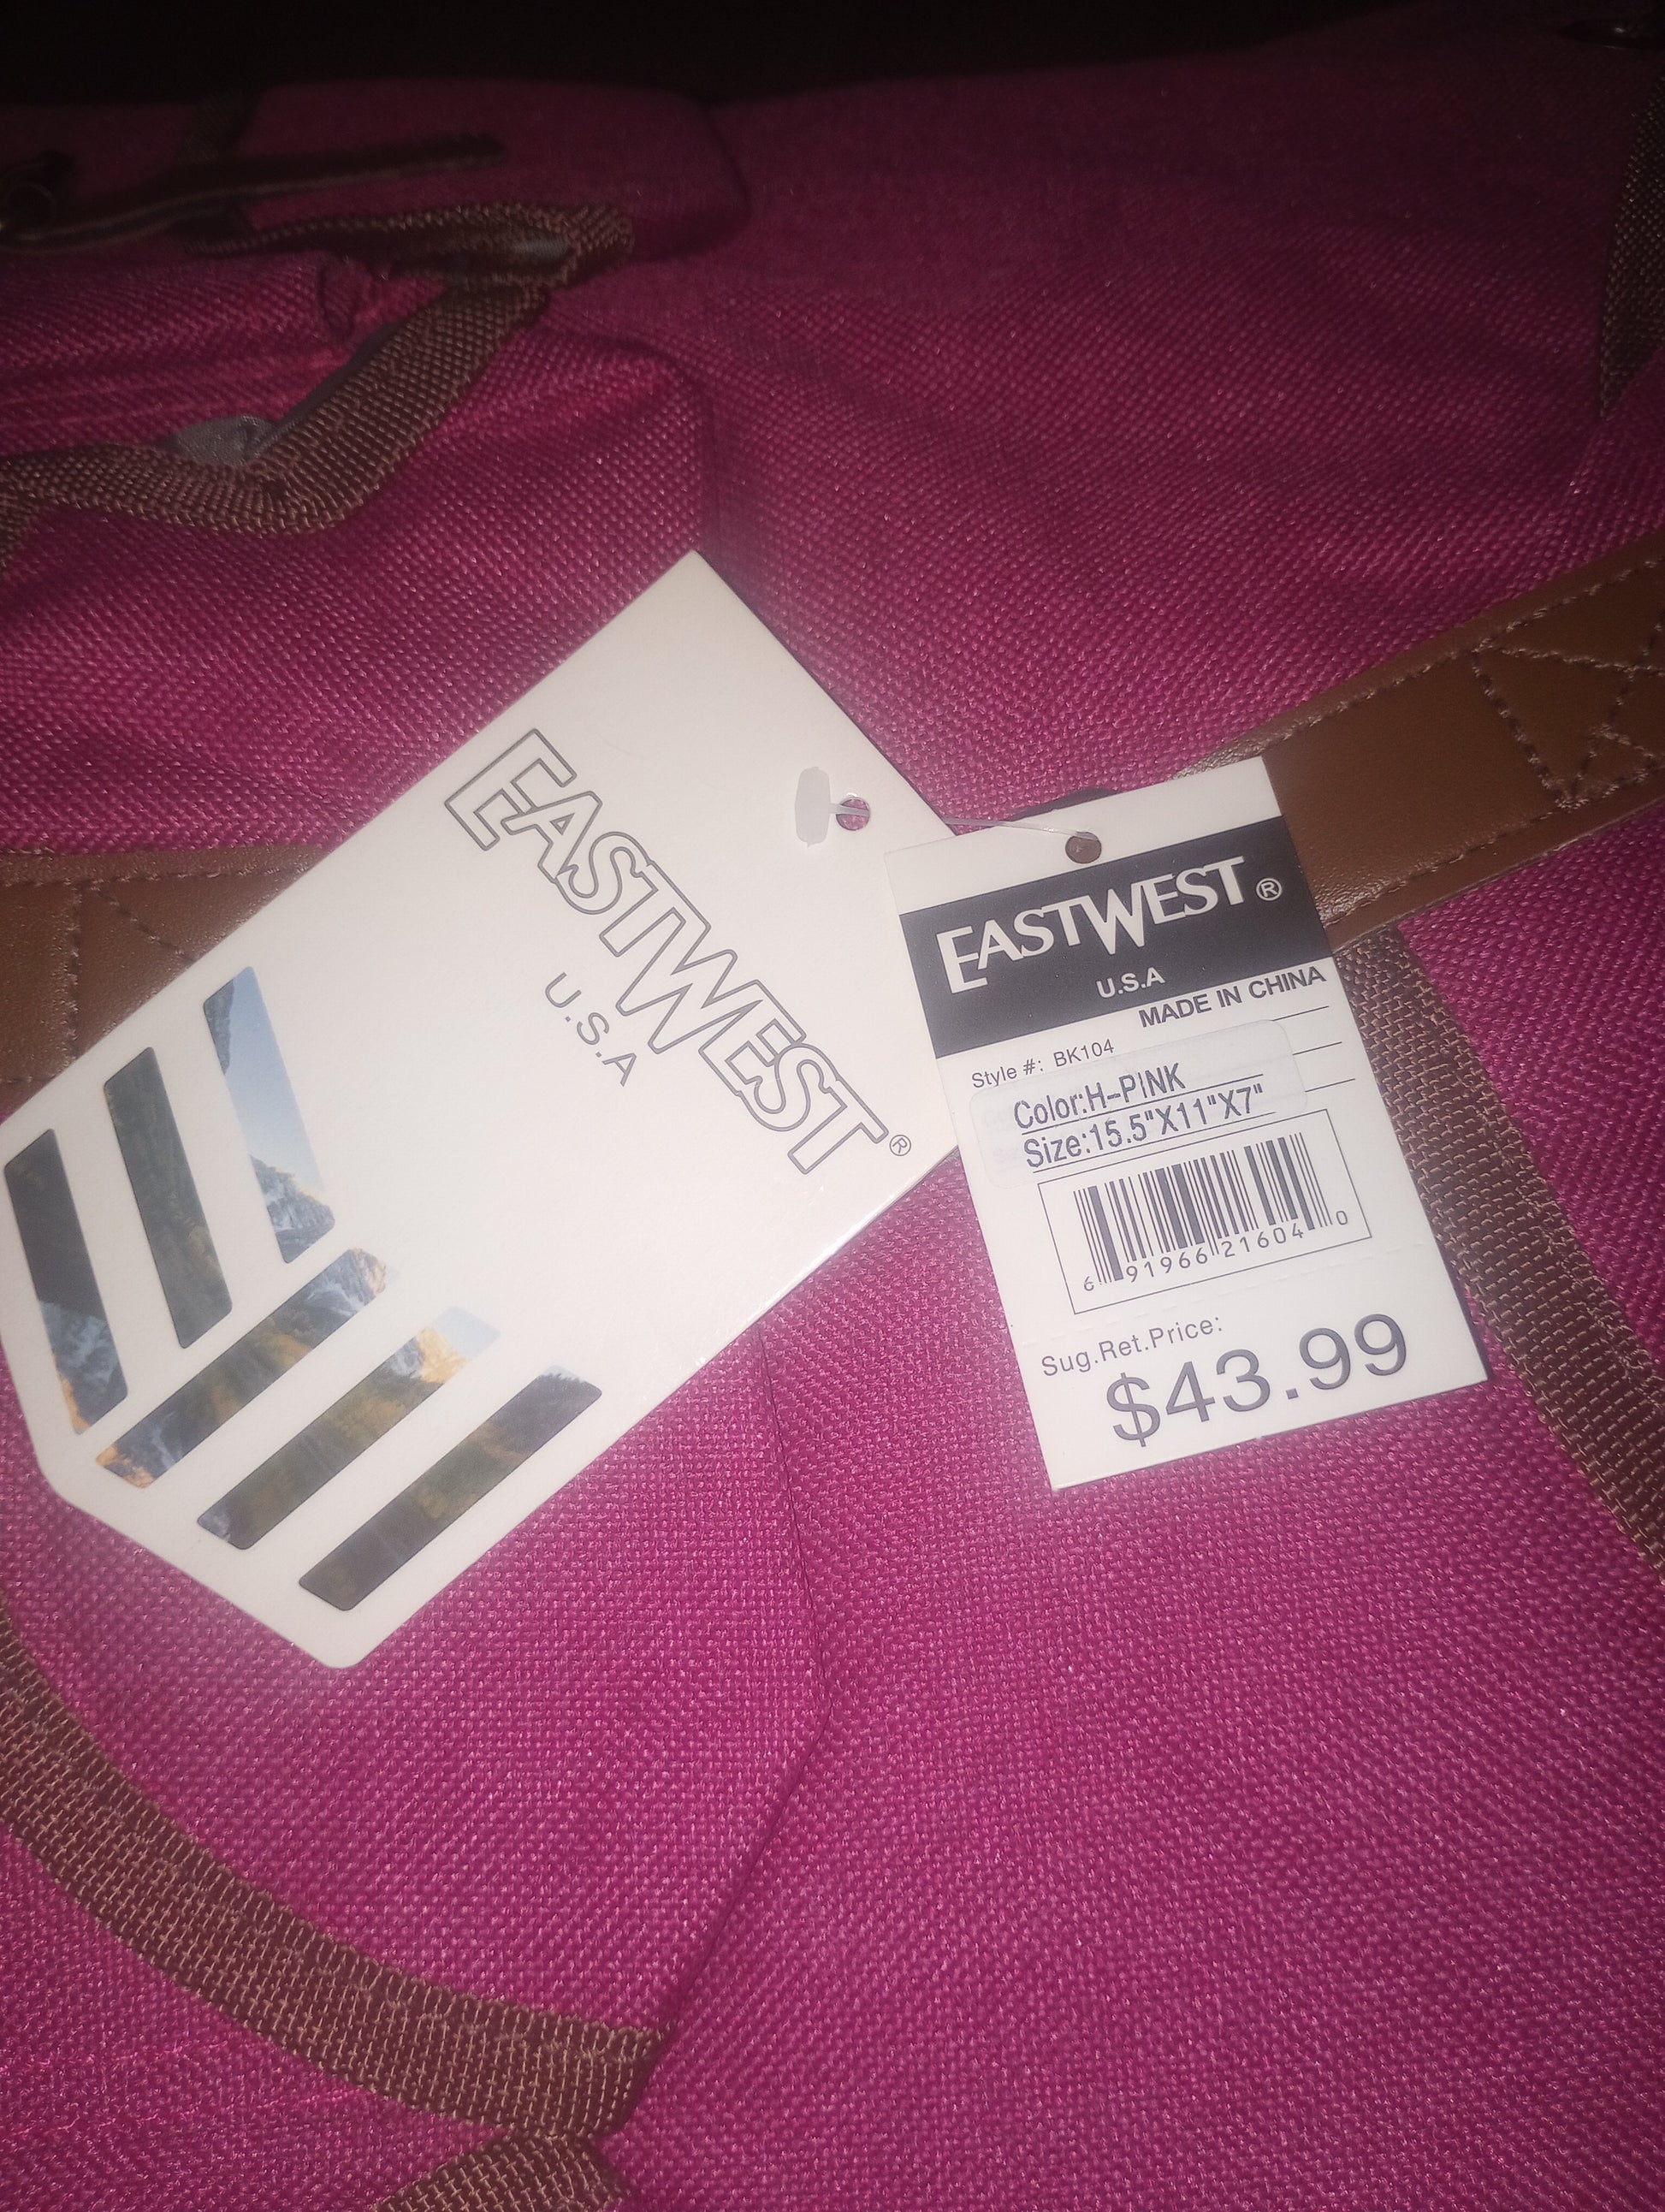 EASTWEST®
U.S.A
EASTWEST®
U.S.A
MADE IN CHINA
Style #: BK104
Color:H-PINK
Size:15.5"X11"X7"
6 91966 21604 0
Sug.Ret.Price:
$43.99